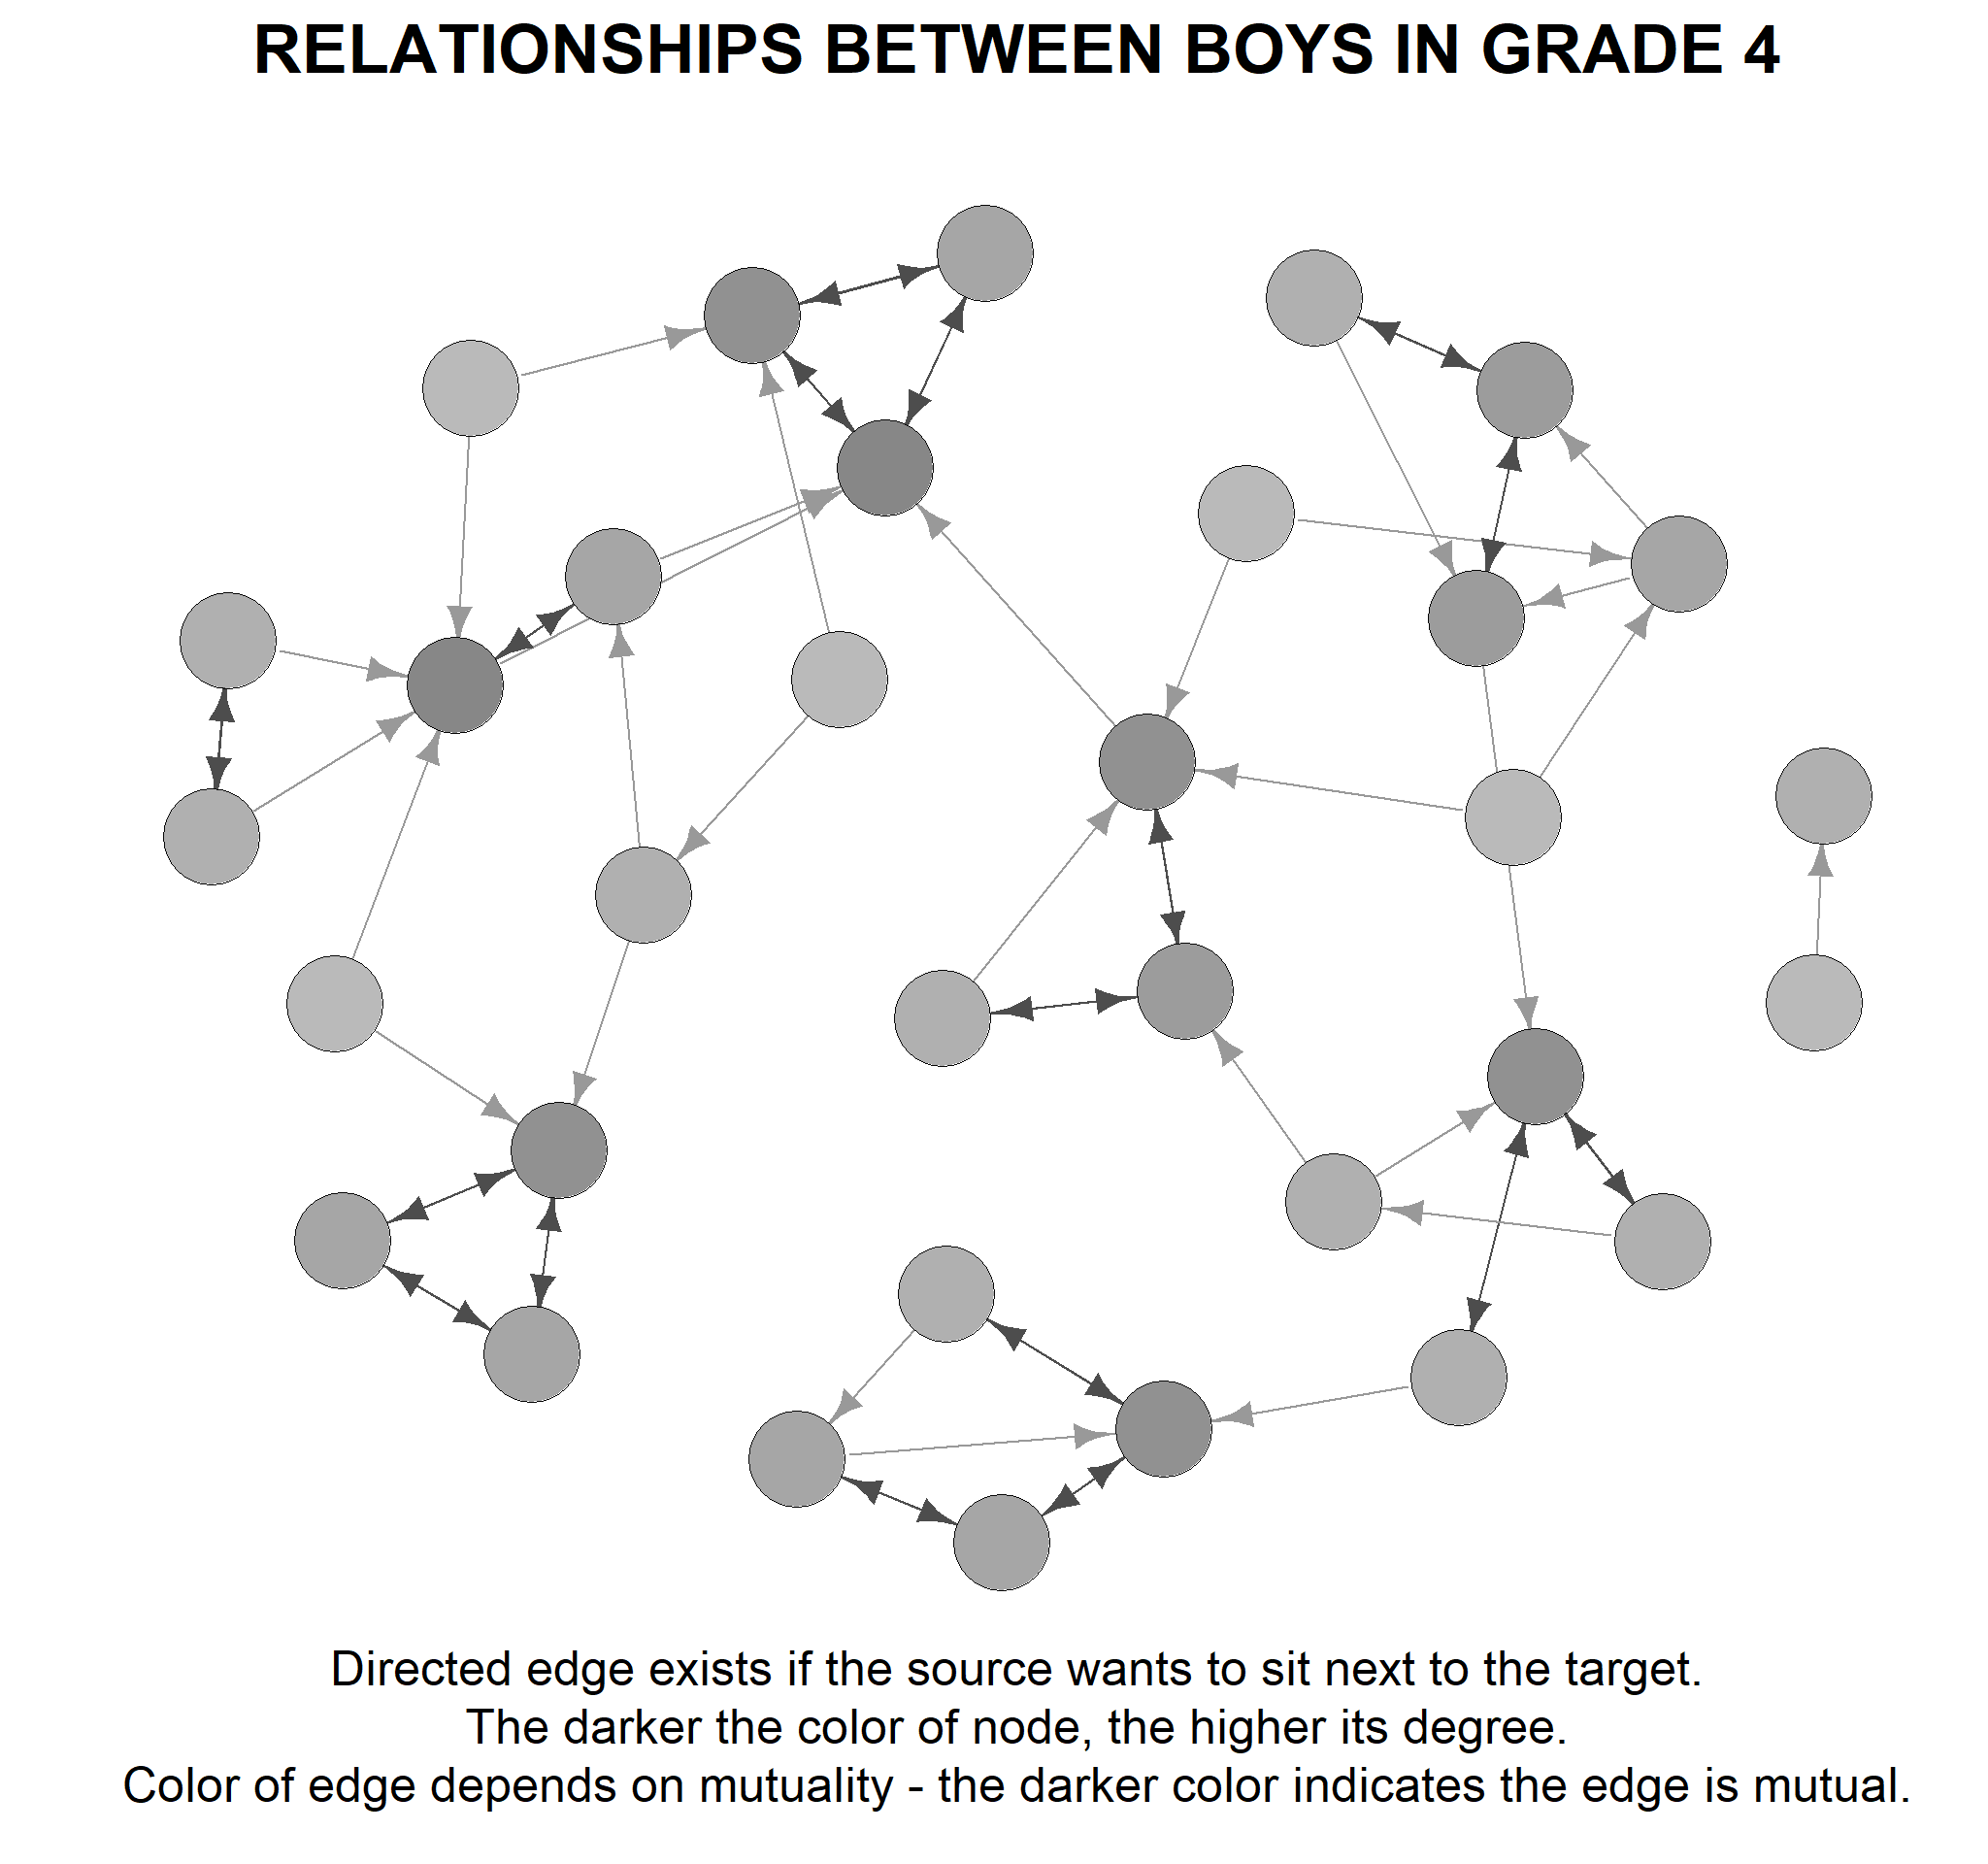 RELATIONSHIPS BETWEEN BOYS IN GRADE 4
Directed edge exists if the source wants to sit next to the target.
The darker the color of node, the higher its degree.
Color of edge depends on mutuality - the darker color indicates the edge is mutual.